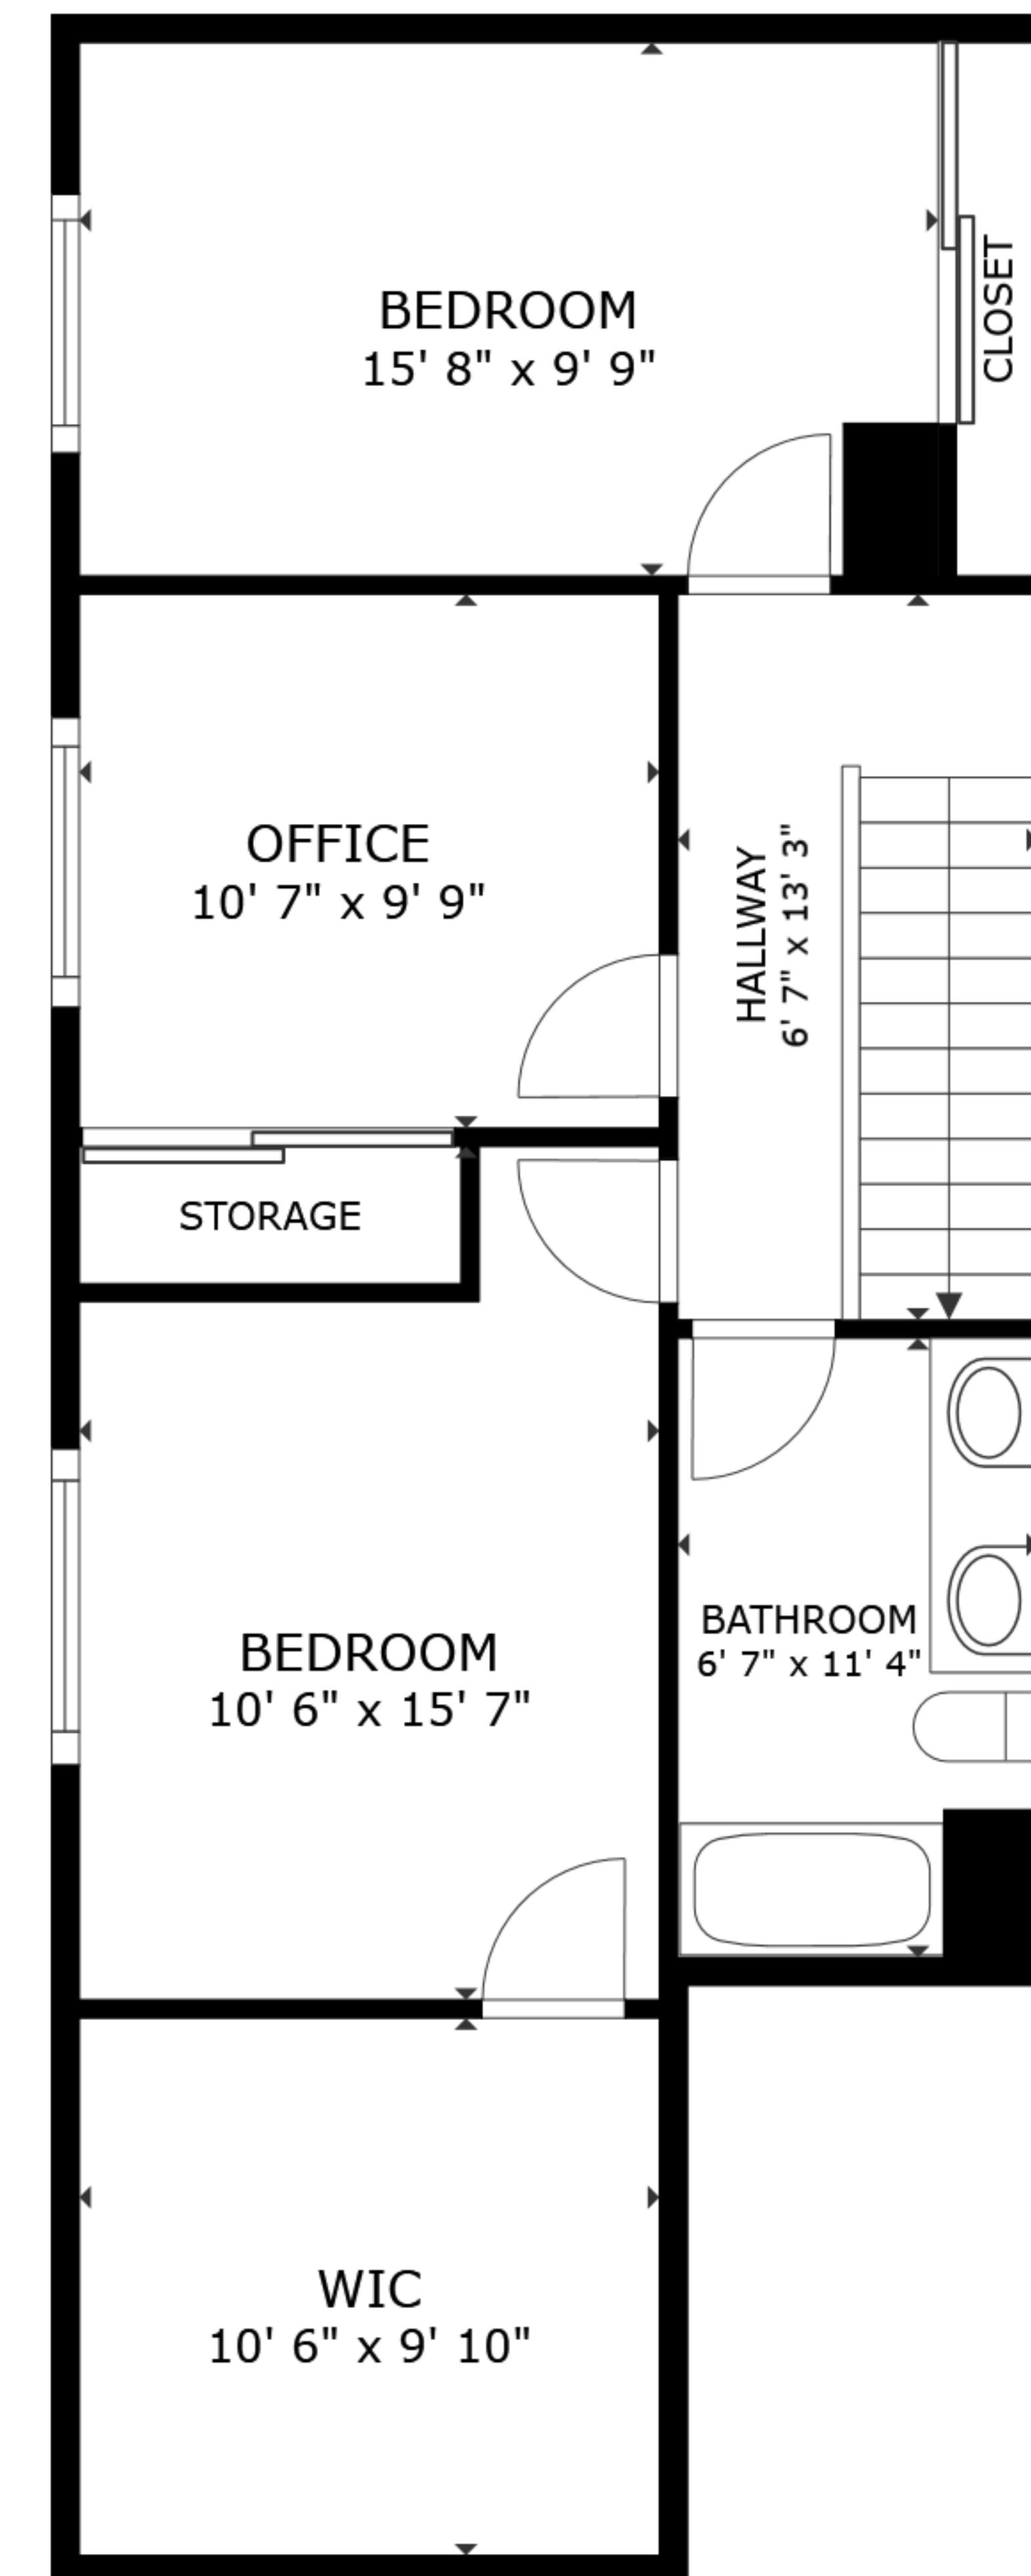 BEDROOM
15' 8" x 9' 9"
CLOSET
OFFICE
10' 7" x 9' 9"
HALLWAY
6' 7" x 13' 3"
STORAGE
BEDROOM
10' 6" x 15' 7"
BATHROOM
6' 7" x 11' 4"
WIC
10' 6" x 9' 10"